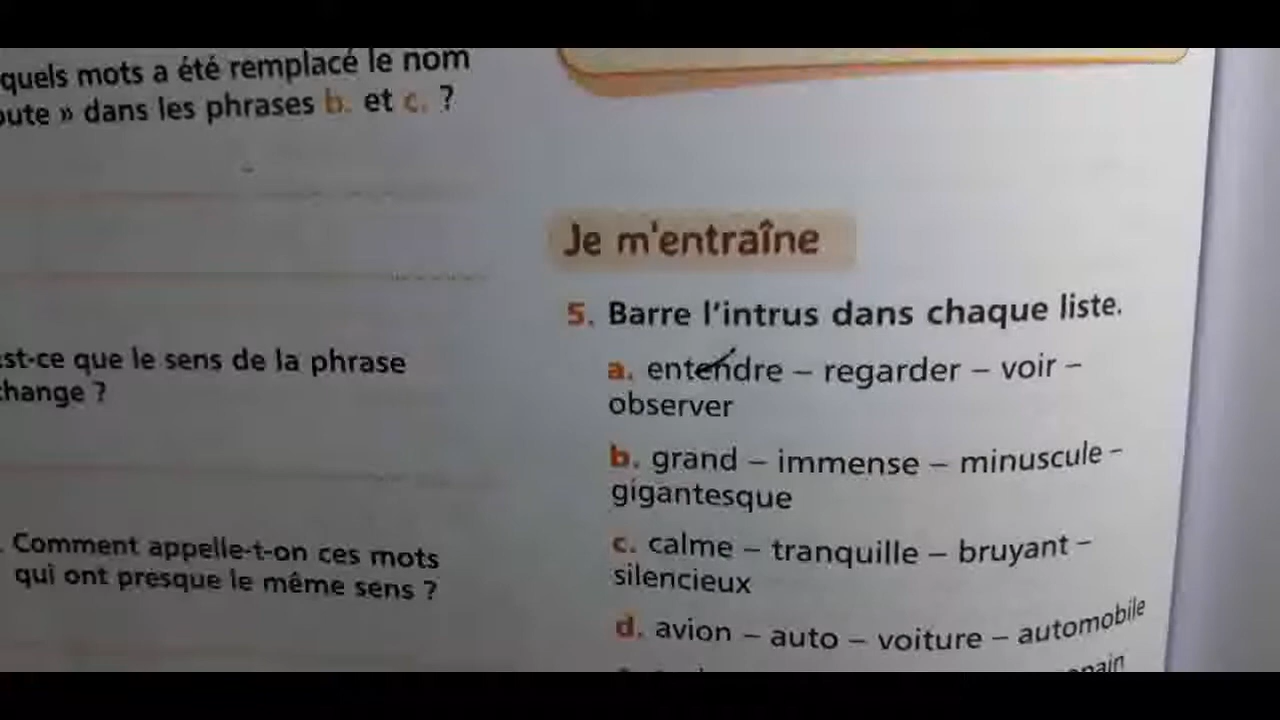 quels mots a été remplacé le nom
» dans les phrases b. et c. ?
est-ce que le sens de la phrase
change ?
Comment appelle-t-on ces mots
qui ont presque le même sens ?
Je m'entraîne
5. Barre l'intrus dans chaque liste.
a. entendre – regarder – voir –
observer
b. grand – immense – minuscule –
gigantesque
c. calme – tranquille – bruyant –
silencieux
d. avion – auto – voiture – automobile